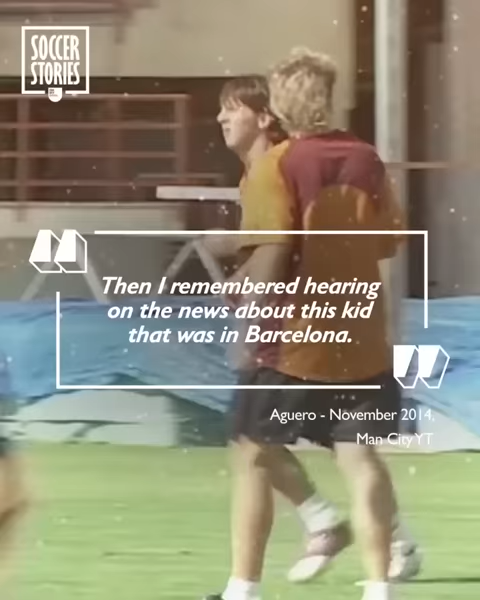 SOCCER
STORIES
Then I remembered hearing
on the news about this kid
that was in Barcelona.
Aguero - November 2014,
Man City YT